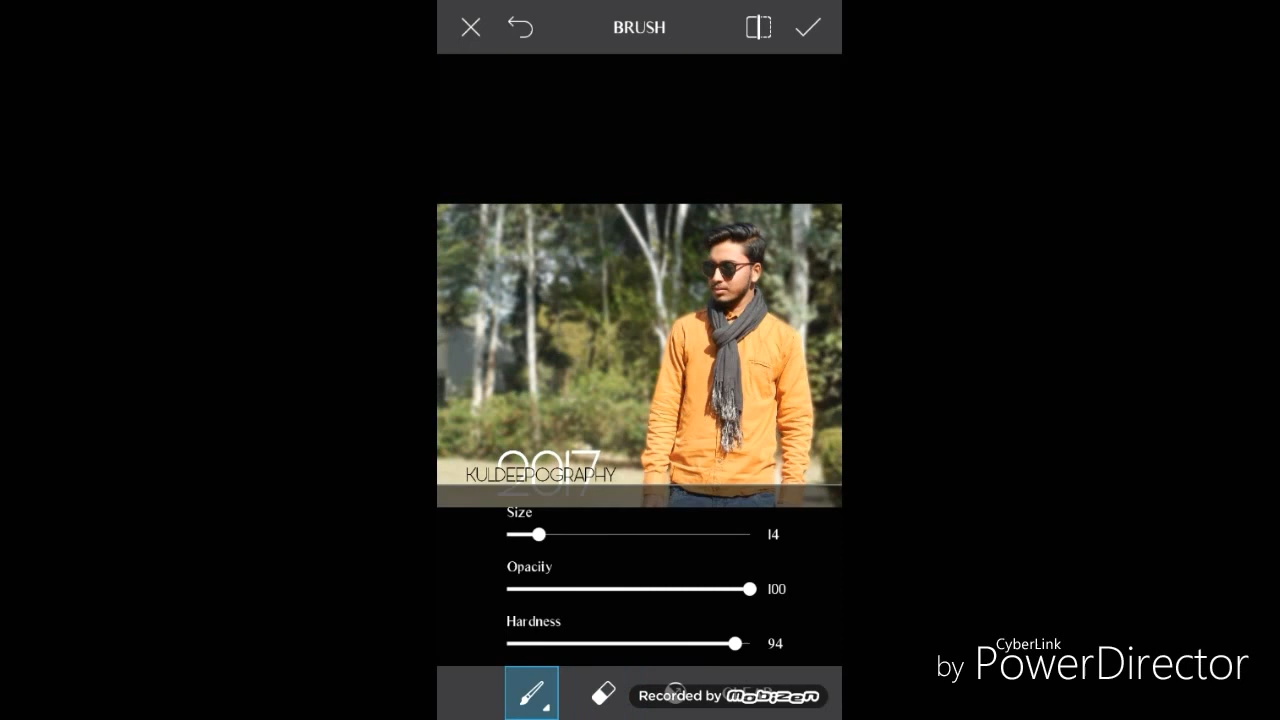 BRUSH
2017
KULDEEPOGRAPHY
Size
14
Opacity
100
Hardness
94
Recorded by Mobizen
CyberLink
by PowerDirector